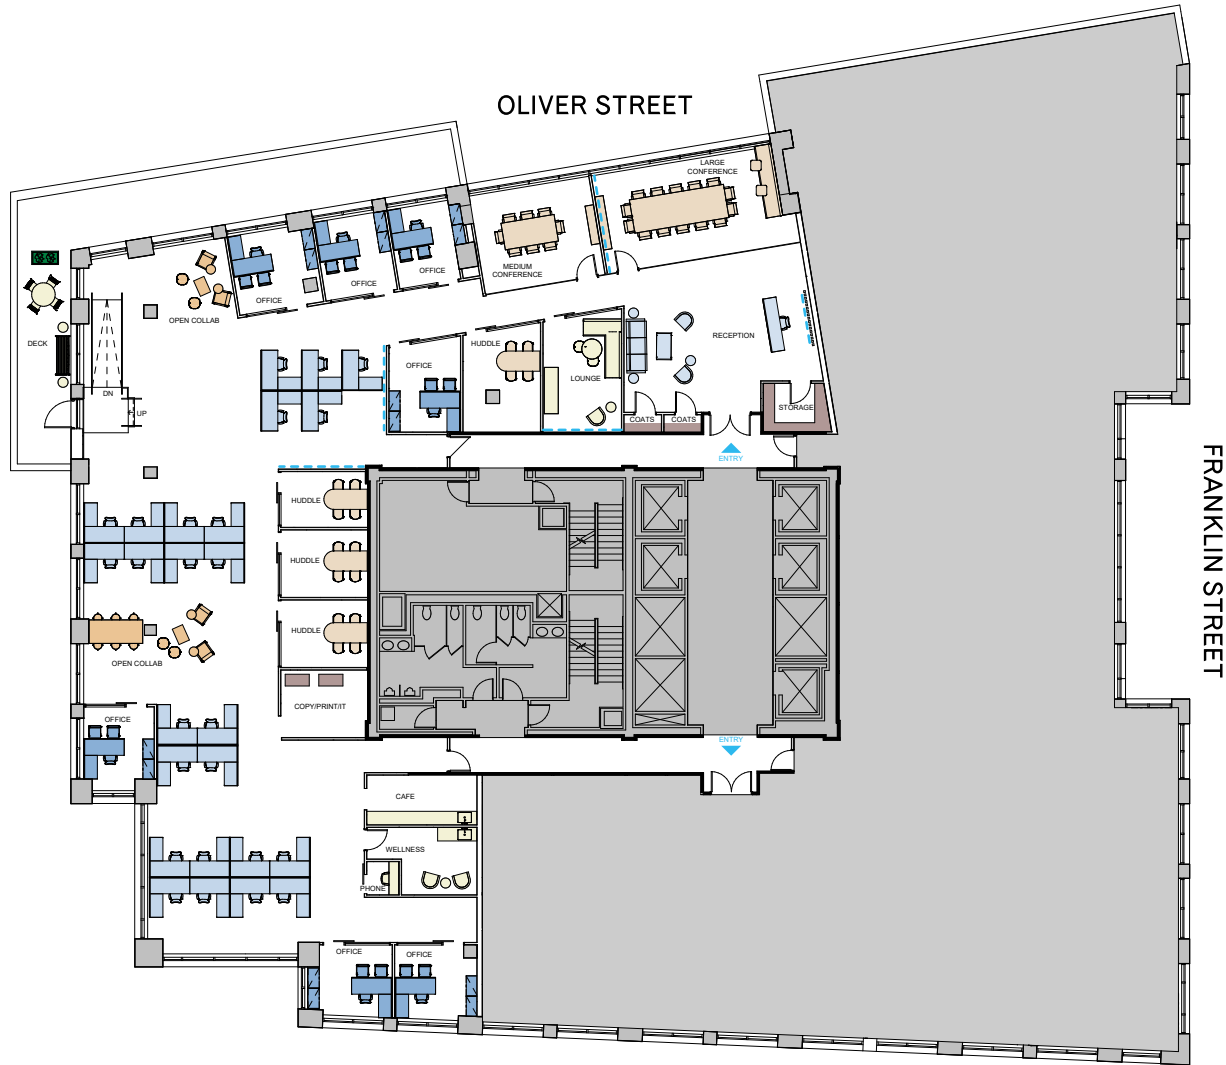 OLIVER STREET
LARGE
CONFERENCE
MEDIUM
CONFERENCE
OFFICE
OFFICE
OFFICE
OPEN COLLAB
RECEPTION
DECK
HUDDLE
OFFICE
LOUNGE
DN
UP
STORAGE
COATS
COATS
ENTRY
FRANKLIN STREET
HUDDLE
HUDDLE
HUDDLE
OPEN COLLAB
COPY/PRINT/IT
OFFICE
ENTRY
CAFE
WELLNESS
PHONE
OFFICE
OFFICE